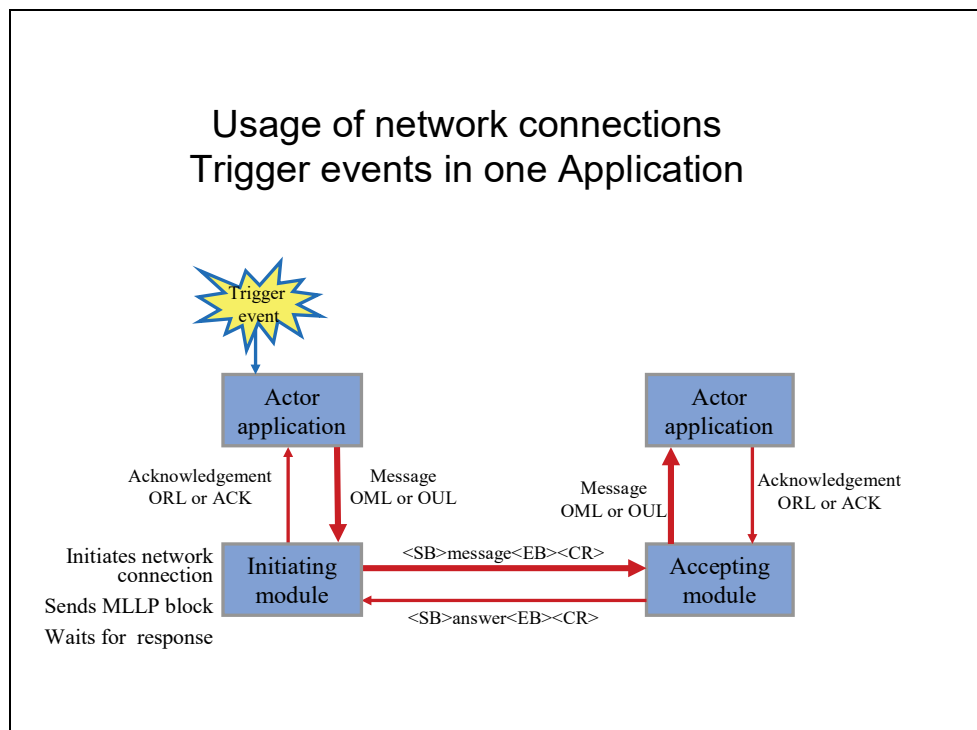 Usage of network connections
Trigger events in one Application
Trigger
event
Actor
application
Actor
application
Acknowledgement
ORL or ACK
Message
OML or OUL
Message
OML or OUL
Acknowledgement
ORL or ACK
Initiates network
connection
Sends MLLP block
Waits for response
Initiating
module
<SB>message<EB><CR>
<SB>answer<EB><CR>
Accepting
module